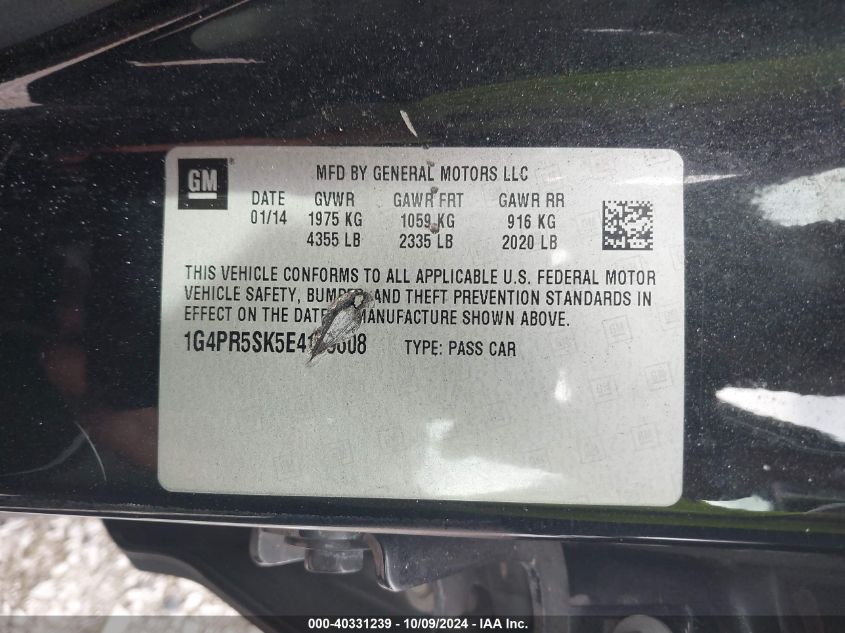 GM
MFD BY GENERAL MOTORS LLC
DATE GVWR GAWR FRT GAWR RR
01/14 1975 KG 1059 KG 916 KG
4355 LB 2335 LB 2020 LB
THIS VEHICLE CONFORMS TO ALL APPLICABLE U.S. FEDERAL MOTOR
VEHICLE SAFETY, AND THEFT PREVENTION STANDARDS IN
EFFECT ON THE DATE MANUFACTURE SHOWN ABOVE.
TYPE: PASS CAR
000-40331239 - 10/09/2024 - IAA Inc.